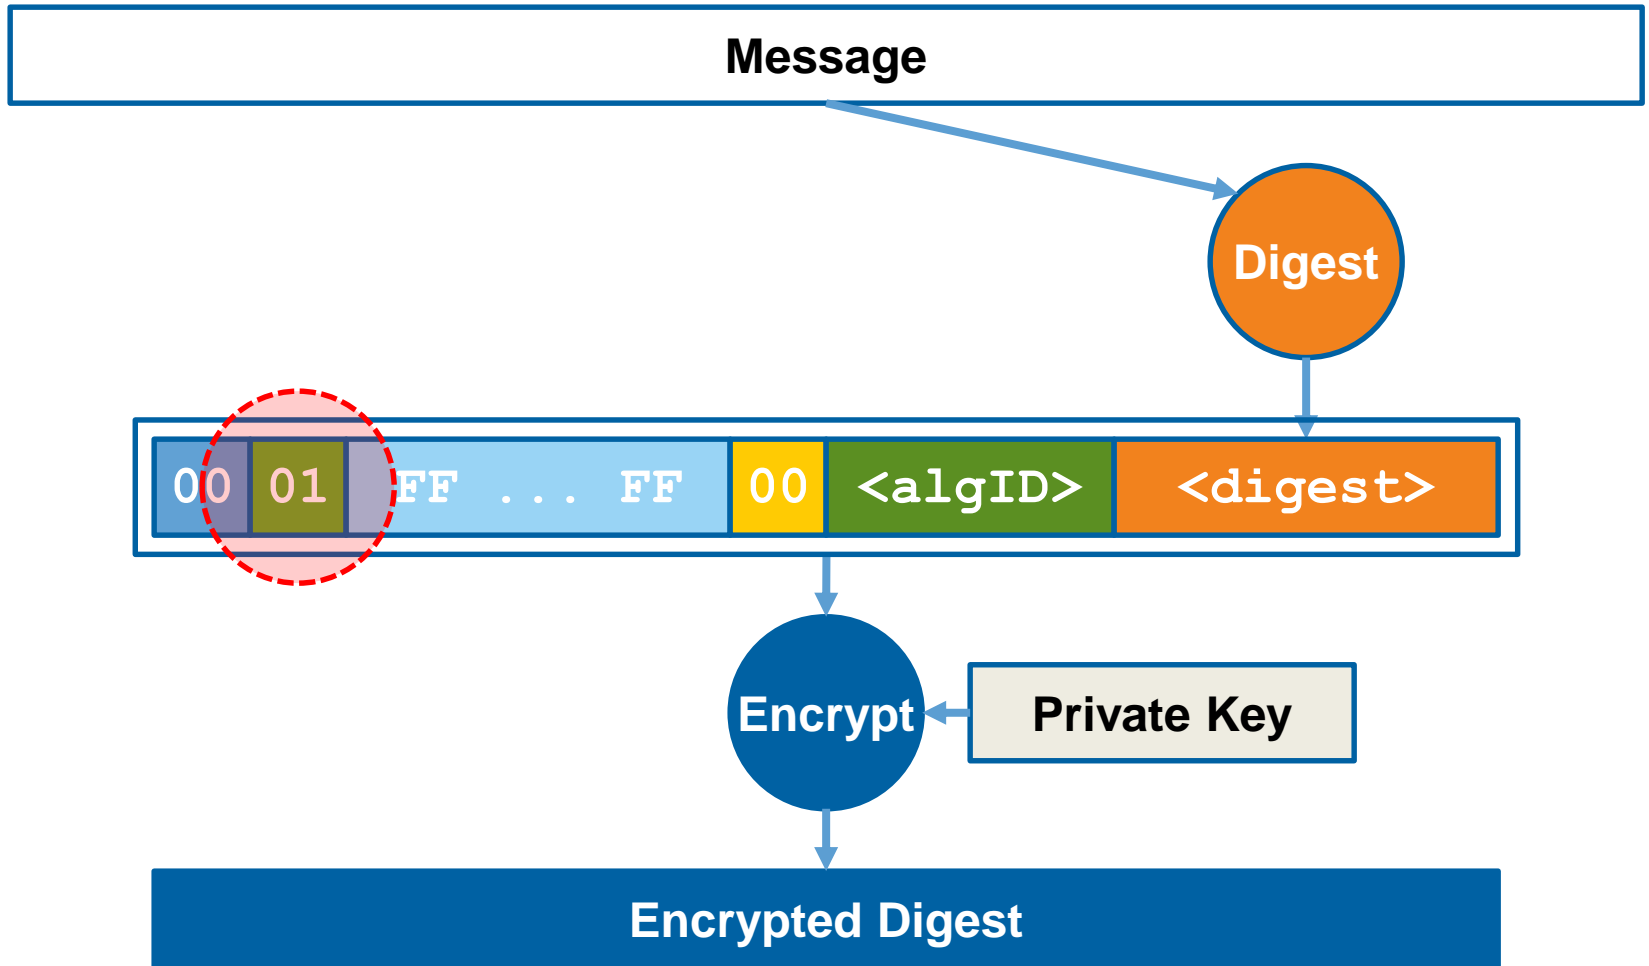 Message
Digest
00 01 FF ... FF 00 <algID> <digest>
Encrypt
Private Key
Encrypted Digest